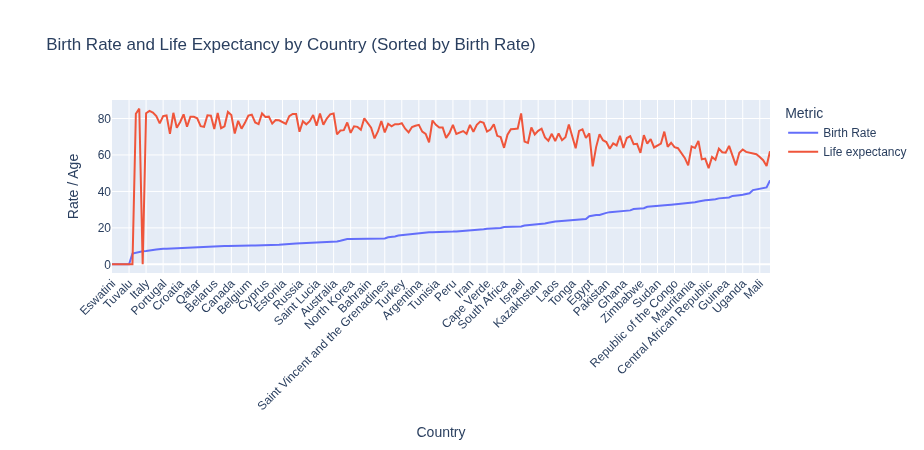 Birth Rate and Life Expectancy by Country (Sorted by Birth Rate)
Metric
Birth Rate
Life expectancy
Rate / Age
80
60
40
20
0
Eswatini
Tuvalu
Italy
Portugal
Croatia
Qatar
Belarus
Canada
Belgium
Cyprus
Estonia
Russia
Saint Lucia
Australia
North Korea
Bahrain
Saint Vincent and the Grenadines
Turkey
Argentina
Tunisia
Peru
Iran
Cape Verde
South Africa
Israel
Kazakhstan
Laos
Tonga
Egypt
Pakistan
Ghana
Zimbabwe
Sudan
Republic of the Congo
Mauritania
Central African Republic
Guinea
Uganda
Mali
Country